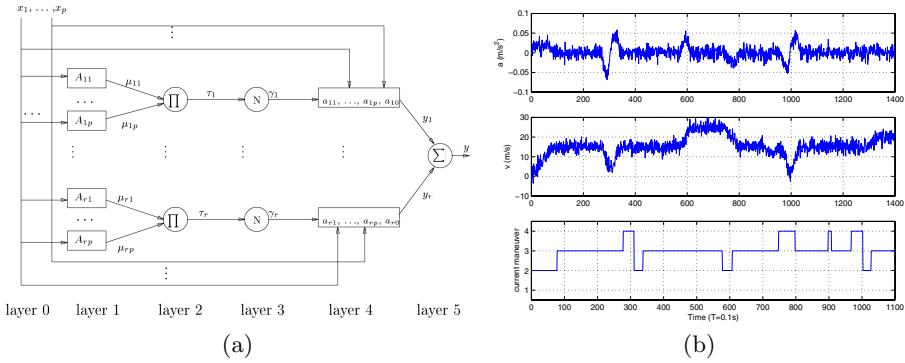 x₁, ...,xₚ
⋮
A₁₁
μ₁₁
...
A₁ₚ
μ₁ₚ
...
∏
τ₁
N
γ₁
a₁₁, ..., a₁ₚ, a₁₀
y₁
⋮ ⋮ ⋮ ⋮
∑
y
Aᵣ₁
μᵣ₁
...
Aᵣₚ
μᵣₚ
∏
τᵣ
N
γᵣ
aᵣ₁, ..., aᵣₚ, aᵣ₀
yᵣ
⋮
layer 0 layer 1 layer 2 layer 3 layer 4 layer 5
(a)
a (m/s²)
0.1
0.05
0
−0.05
−0.1
0 200 400 600 800 1000 1200 1400
v (m/s)
30
20
10
0
−10
0 200 400 600 800 1000 1200 1400
current maneuver
4
3
2
1
0 100 200 300 400 500 600 700 800 900 1000 1100
Time (T=0.1s)
(b)